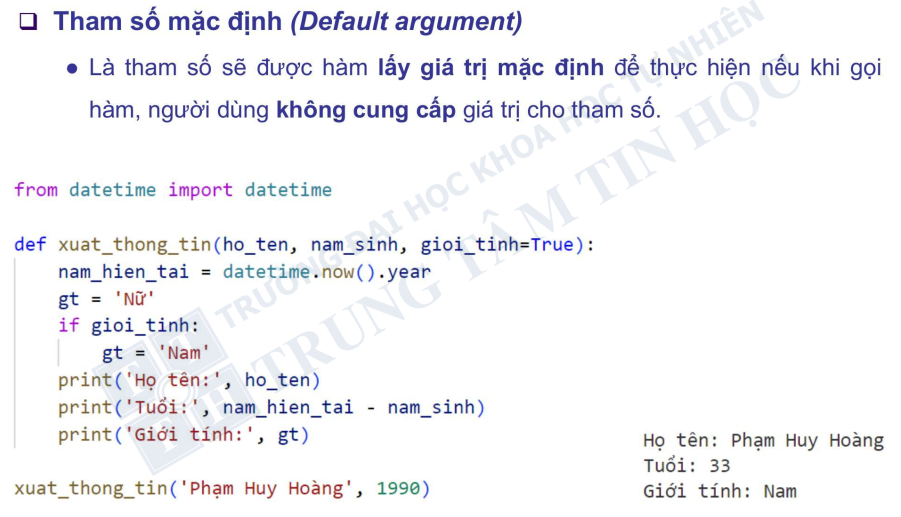 Tham số mặc định (Default argument)
Là tham số sẽ được hàm lấy giá trị mặc định để thực hiện nếu khi gọi
hàm, người dùng không cung cấp giá trị cho tham số.
TRƯỜNG ĐẠI HỌC KHOA HỌC TỰ NHIÊN
TRUNG TÂM TIN HỌC
from datetime import datetime
def xuat_thong_tin(ho_ten, nam_sinh, gioi_tinh=True):
    nam_hien_tai = datetime.now().year
    gt = 'Nữ'
    if gioi_tinh:
        gt = 'Nam'
    print('Họ tên:', ho_ten)
    print('Tuổi:', nam_hien_tai - nam_sinh)
    print('Giới tính:', gt)
xuat_thong_tin('Phạm Huy Hoàng', 1990)
Họ tên: Phạm Huy Hoàng
Tuổi: 33
Giới tính: Nam